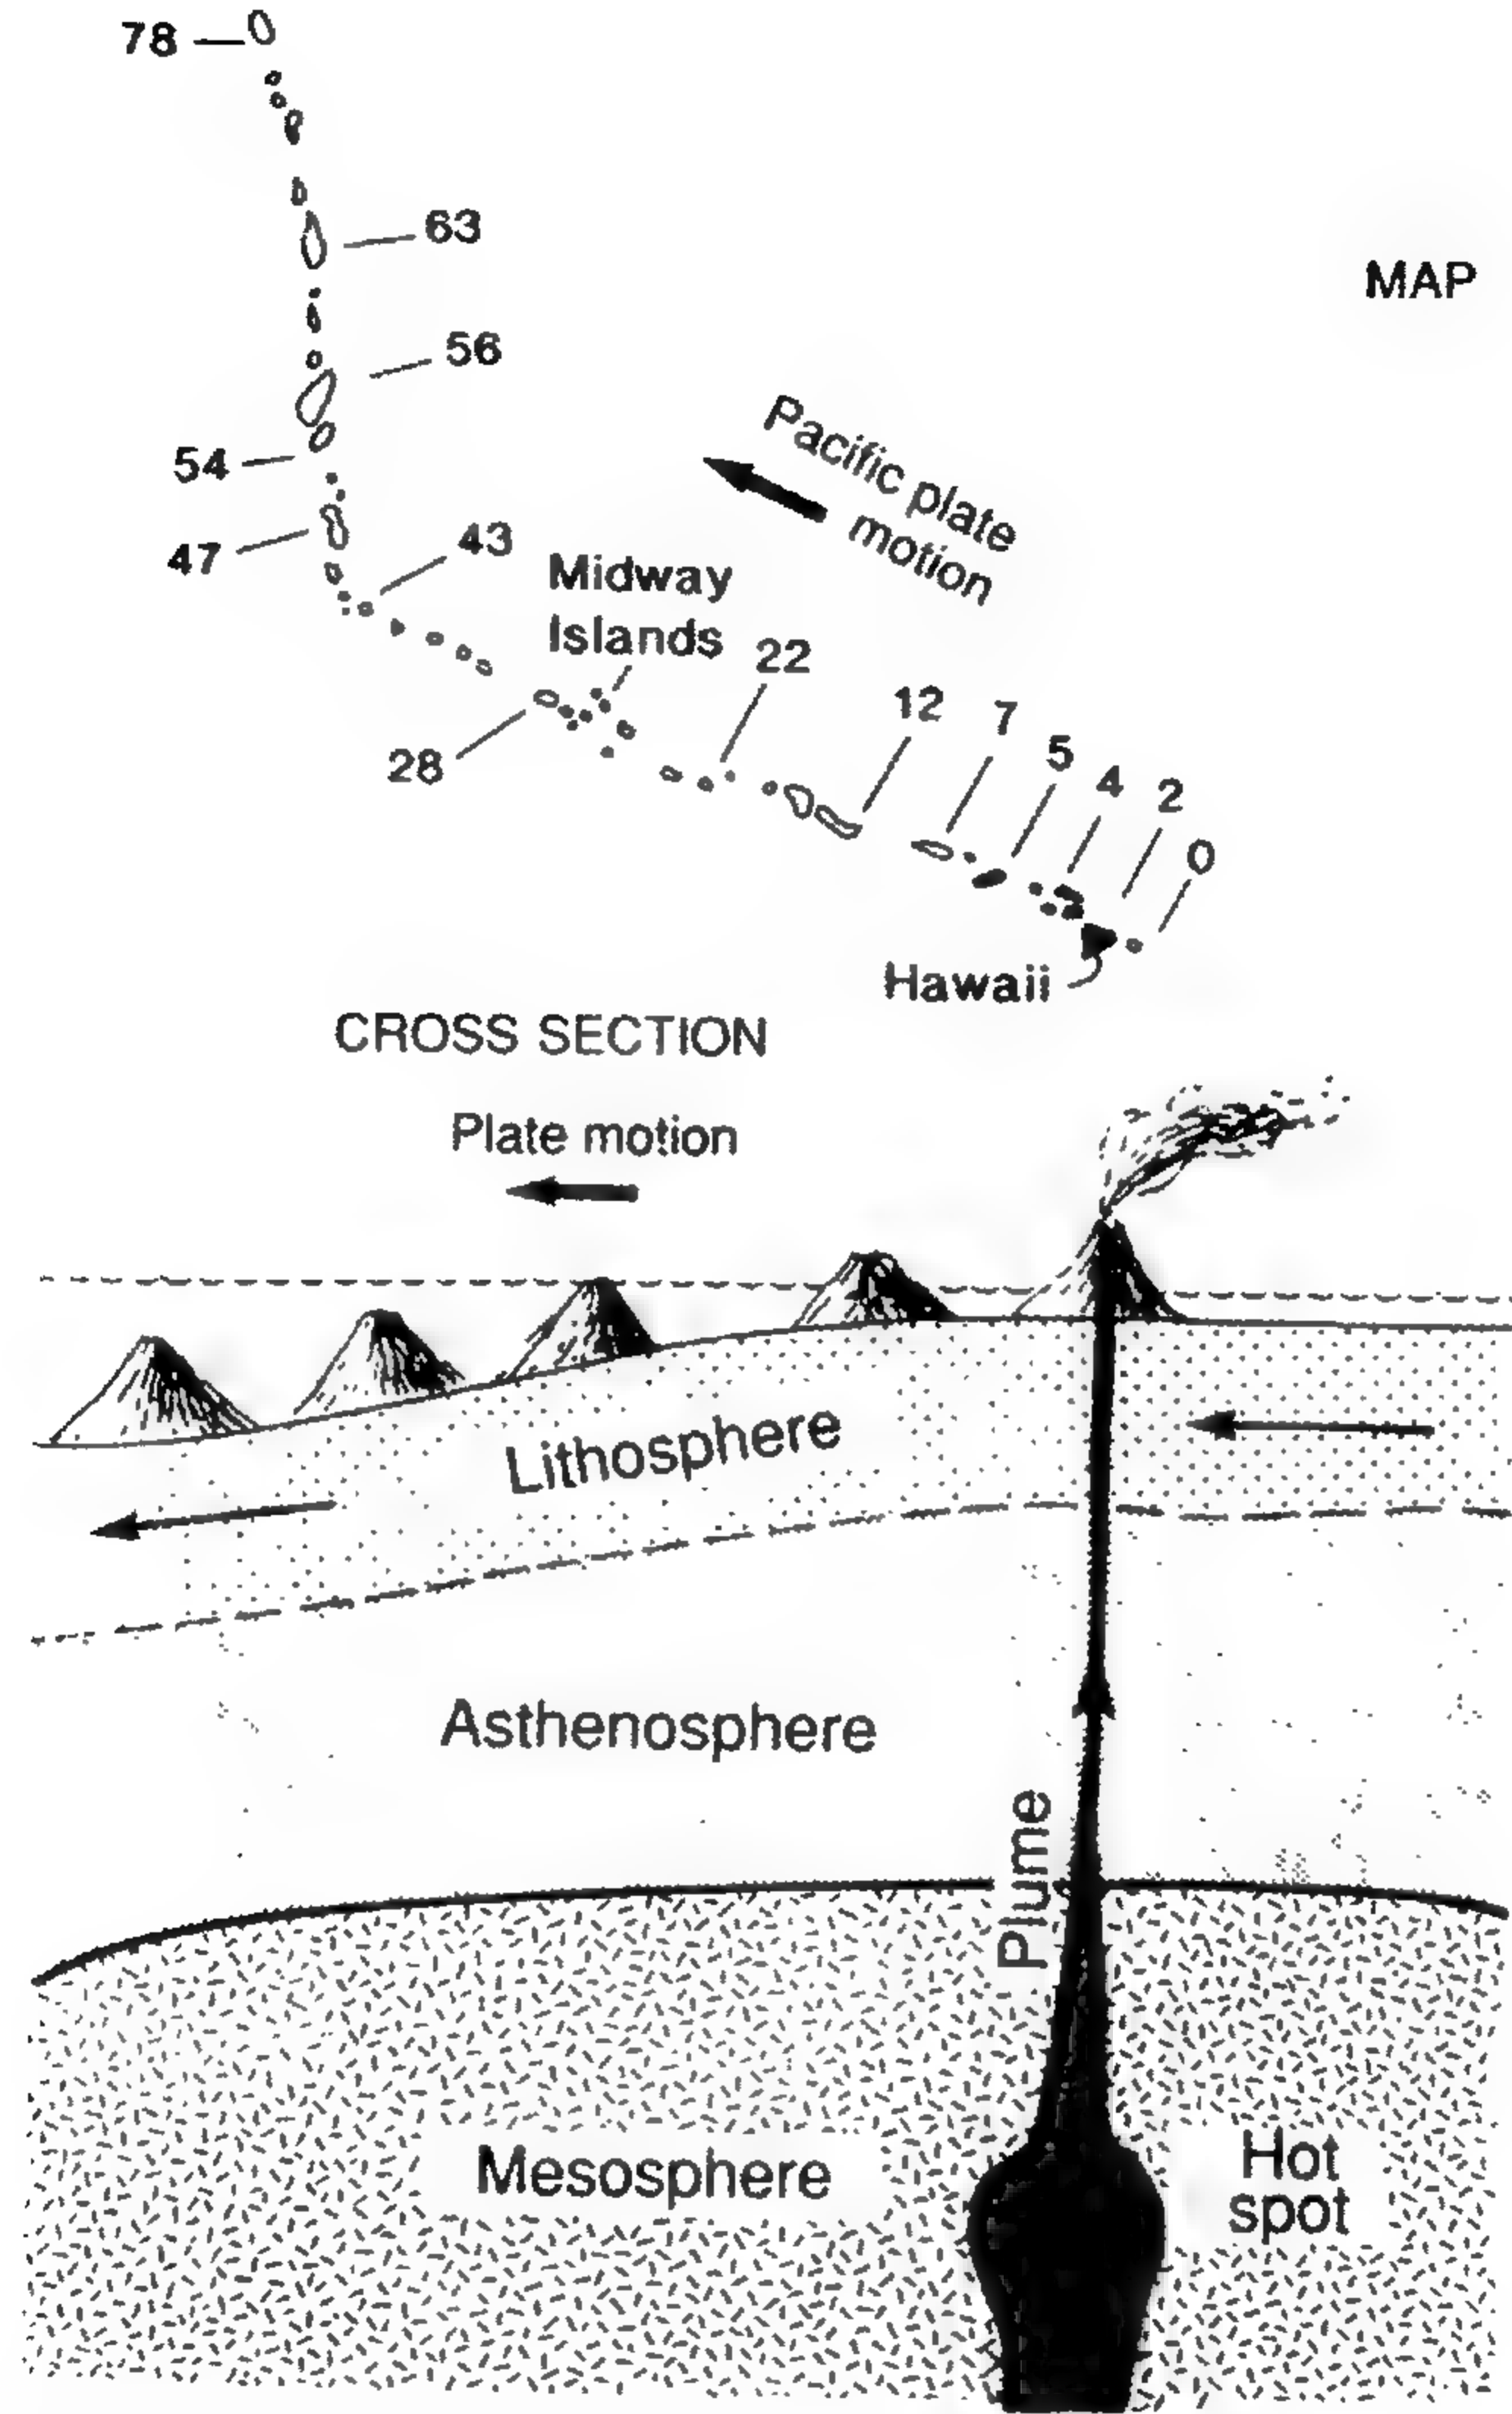 78
63
MAP
56
54
Pacific plate
motion
47
43
Midway
Islands
22
28
12
7
5
4
2
0
Hawaii
CROSS SECTION
Plate motion
Lithosphere
Asthenosphere
Plume
Mesosphere
Hot
spot